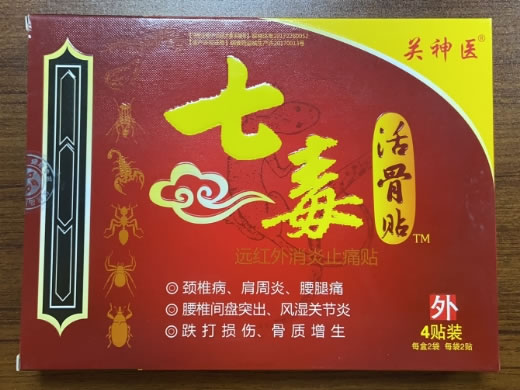 关神医®
七毒
活骨贴™
远红外消炎止痛贴
◎颈椎病、肩周炎、腰腿痛
◎腰椎间盘突出、风湿关节炎
◎跌打损伤、骨质增生
外
4贴装
每盒2袋 每袋2贴